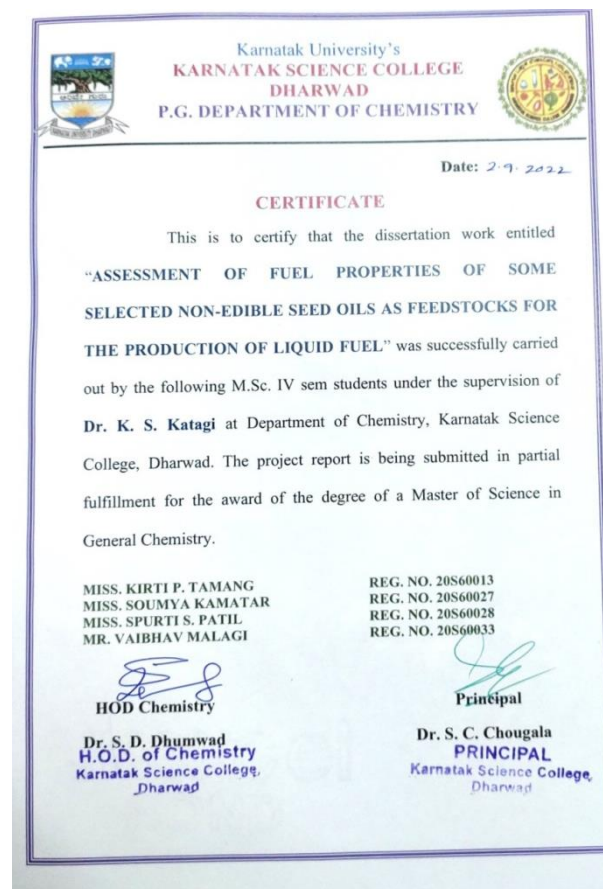 Karnatak University's
KARNATAK SCIENCE COLLEGE
DHARWAD
P.G. DEPARTMENT OF CHEMISTRY
Date: 2-9-2022
CERTIFICATE
This is to certify that the dissertation work entitled
"ASSESSMENT OF FUEL PROPERTIES OF SOME
SELECTED NON-EDIBLE SEED OILS AS FEEDSTOCKS FOR
THE PRODUCTION OF LIQUID FUEL" was successfully carried
out by the following M.Sc. IV sem students under the supervision of
Dr. K. S. Katagi at Department of Chemistry, Karnatak Science
College, Dharwad. The project report is being submitted in partial
fulfillment for the award of the degree of a Master of Science in
General Chemistry.
MISS. KIRTI P. TAMANG REG. NO. 20S60013
MISS. SOUMYA KAMATAR REG. NO. 20S60027
MISS. SPURTI S. PATIL REG. NO. 20S60028
MR. VAIBHAV MALAGI REG. NO. 20S60033
HOD Chemistry
Dr. S. D. Dhumwad
H.O.D. of Chemistry
Karnatak Science College,
Dharwad
Principal
Dr. S. C. Chougala
PRINCIPAL
Karnatak Science College,
Dharwad